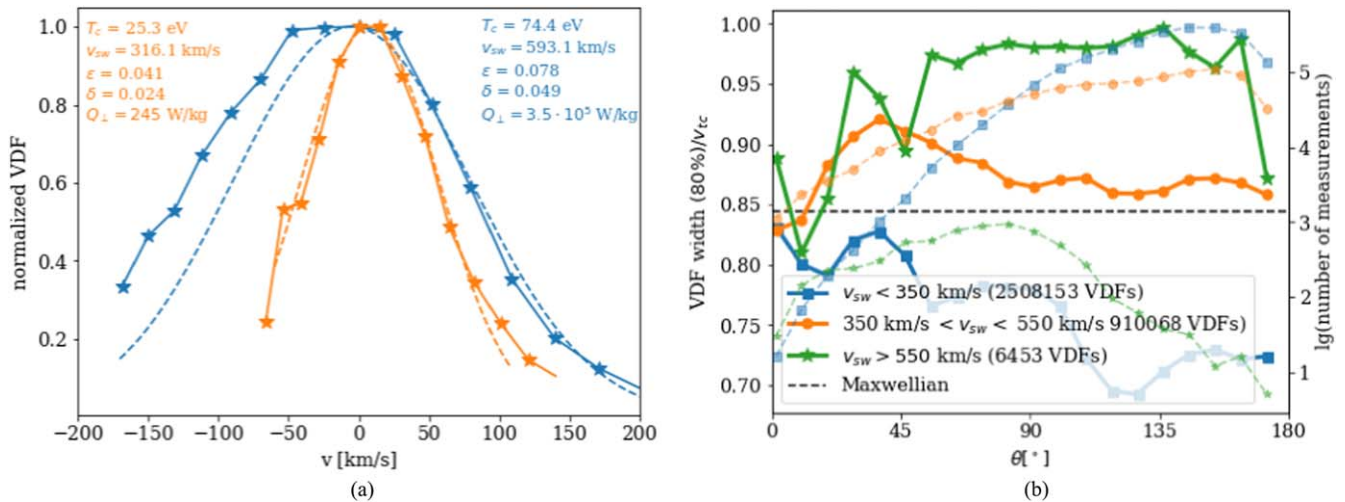 1.0
0.8
0.6
0.4
0.2
normalized VDF
T_c = 25.3 eV
v_sw = 316.1 km/s
ε = 0.041
δ = 0.024
Q_⊥ = 245 W/kg
T_c = 74.4 eV
v_sw = 593.1 km/s
ε = 0.078
δ = 0.049
Q_⊥ = 3.5 · 10⁵ W/kg
−200 −150 −100 −50 0 50 100 150 200
v [km/s]
(a)
1.00
0.95
0.90
0.85
0.80
0.75
0.70
VDF width (80%)/v_tc
5
4
3
2
1
lg(number of measurements)
v_sw < 350 km/s (2508153 VDFs)
350 km/s < v_sw < 550 km/s 910068 VDFs)
v_sw > 550 km/s (6453 VDFs)
Maxwellian
0 45 90 135 180
θ[°]
(b)